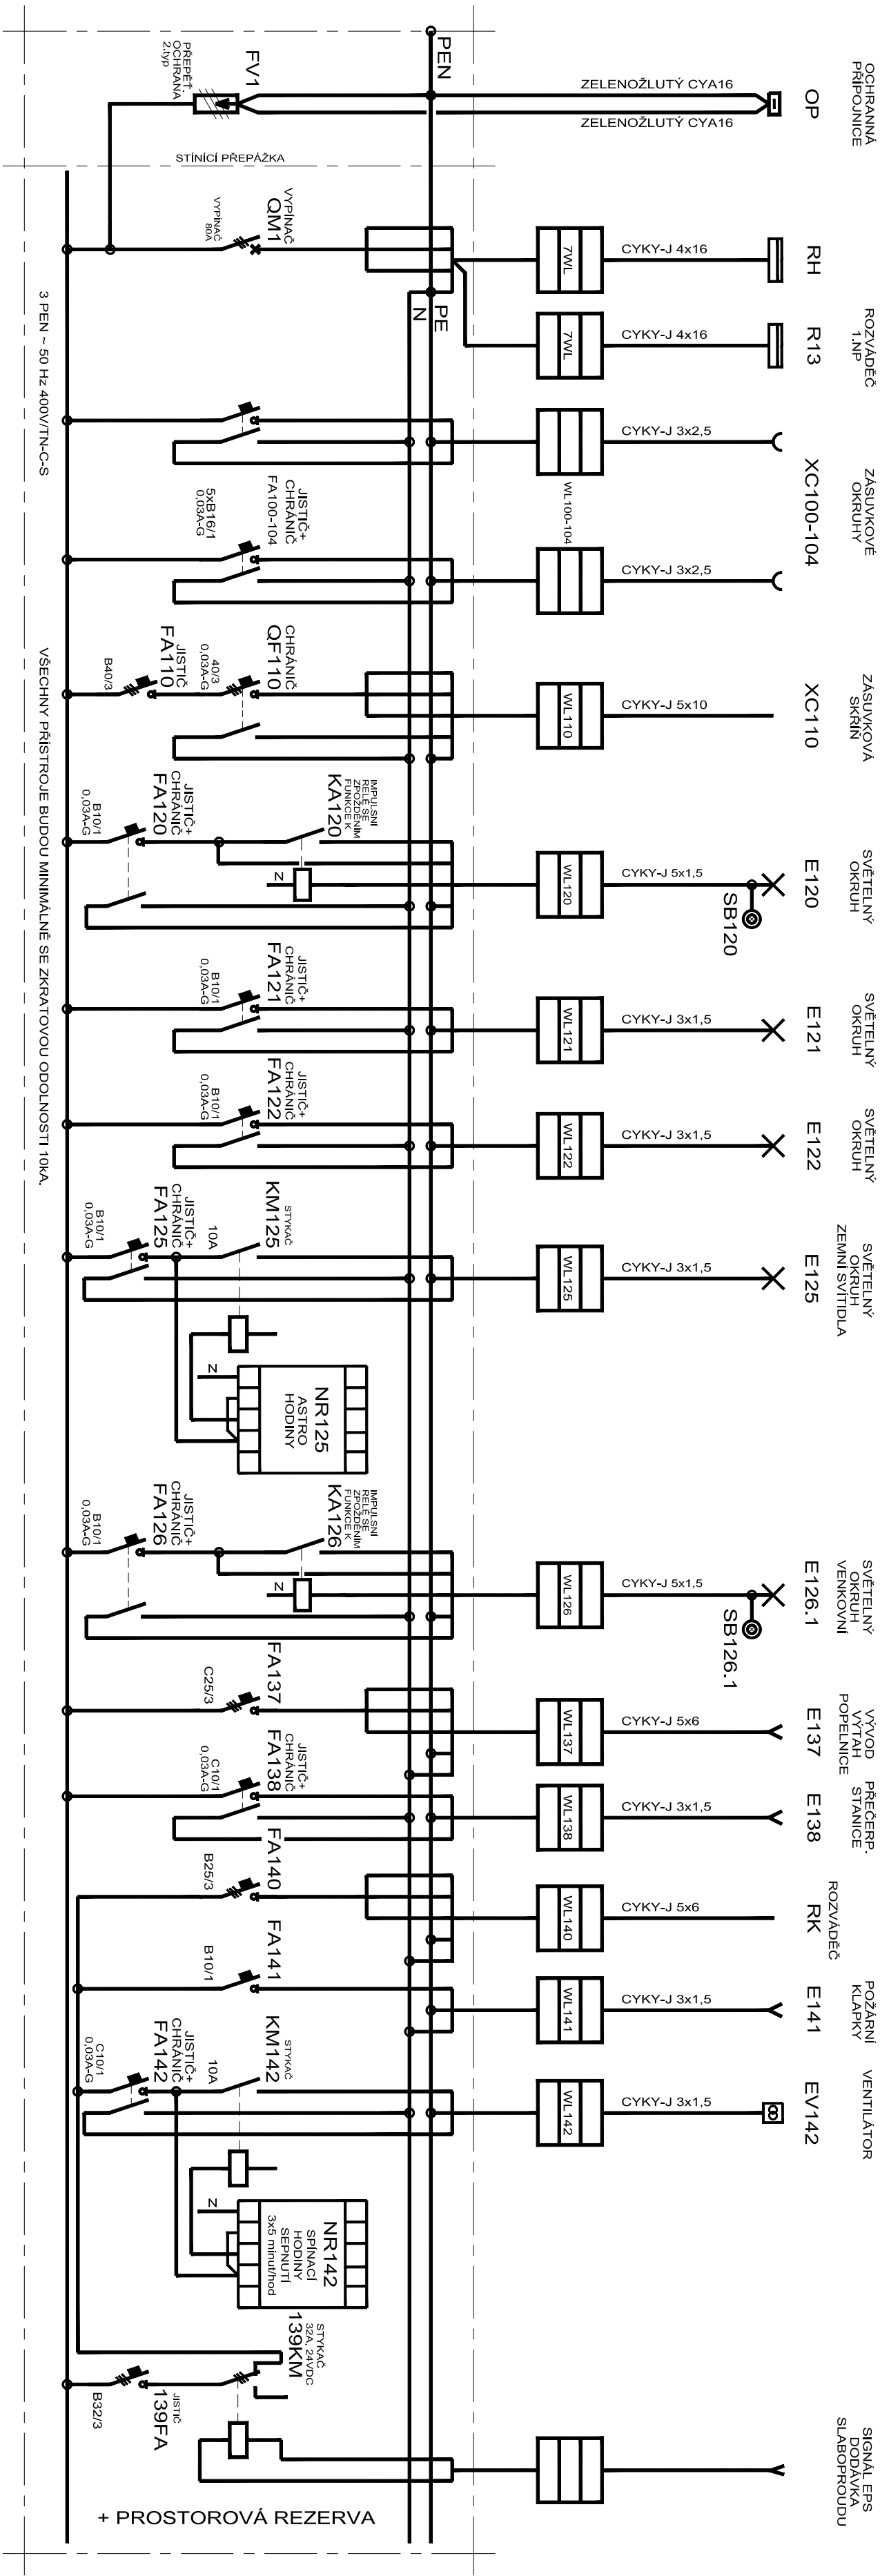 OCHRANNÁ
PŘÍPOJNICE
OP
ZELENOŽLUTÝ CYA16
ZELENOŽLUTÝ CYA16
PEN
FV1
PŘEPĚŤ.
OCHRANA
2.typ
STÍNÍCÍ PŘEPÁŽKA
RH
CYKY-J 4x16
7WL
VYPÍNAČ
QM1
VYPÍNAČ
80A
PE
N
3 PEN ~ 50 Hz 400V/TN-C-S
ROZVÁDĚČ
1.NP
R13
CYKY-J 4x16
7WL
ZÁSUVKOVÉ
OKRUHY
XC100-104
CYKY-J 3x2,5
WL100-104
CYKY-J 3x2,5
JISTIČ+
CHRÁNIČ
FA100-104
5xB16/1
0,03A-G
ZÁSUVKOVÁ
SKŘÍŇ
XC110
CYKY-J 5x10
WL110
CHRÁNIČ
QF110
40/3
0,03A-G
JISTIČ
FA110
B40/3
VŠECHNY PŘÍSTROJE BUDOU MINIMÁLNĚ SE ZKRATOVOU ODOLNOSTÍ 10kA.
SVĚTELNÝ
OKRUH
E120
SB120
CYKY-J 5x1,5
WL120
IMPULSNÍ
RELÉ SE
ZPOŽDĚNÍM
FUNKCE K
KA120
N
JISTIČ+
CHRÁNIČ
FA120
B10/1
0,03A-G
SVĚTELNÝ
OKRUH
E121
CYKY-J 3x1,5
WL121
JISTIČ+
CHRÁNIČ
FA121
B10/1
0,03A-G
SVĚTELNÝ
OKRUH
E122
CYKY-J 3x1,5
WL122
JISTIČ+
CHRÁNIČ
FA122
B10/1
0,03A-G
SVĚTELNÝ
OKRUH
ZEMNÍ SVÍTIDLA
E125
CYKY-J 3x1,5
WL125
STYKAČ
KM125
10A
JISTIČ+
CHRÁNIČ
FA125
B10/1
0,03A-G
N
NR125
ASTRO
HODINY
SVĚTELNÝ
OKRUH
VENKOVNÍ
E126.1
SB126.1
CYKY-J 5x1,5
WL126
IMPULSNÍ
RELÉ SE
ZPOŽDĚNÍM
FUNKCE K
KA126
N
JISTIČ+
CHRÁNIČ
FA126
B10/1
0,03A-G
VÝVOD
VÝTAH
POPELNICE
E137
CYKY-J 5x6
WL137
FA137
C25/3
PŘEČERP.
STANICE
E138
CYKY-J 3x1,5
WL138
JISTIČ+
CHRÁNIČ
FA138
C10/1
0,03A-G
ROZVÁDĚČ
RK
CYKY-J 5x6
WL140
FA140
B25/3
POŽÁRNÍ
KLAPKY
E141
CYKY-J 3x1,5
WL141
FA141
B10/1
VENTILÁTOR
EV142
CYKY-J 3x1,5
WL142
STYKAČ
KM142
10A
JISTIČ+
CHRÁNIČ
FA142
C10/1
0,03A-G
N
NR142
SPÍNACÍ
HODINY
SEPNUTÍ
3x5 minut/hod
STYKAČ
32A, 24VDC
139KM
JISTIČ
139FA
B32/3
SIGNÁL EPS
DODÁVKA
SLABOPROUDU
+ PROSTOROVÁ REZERVA